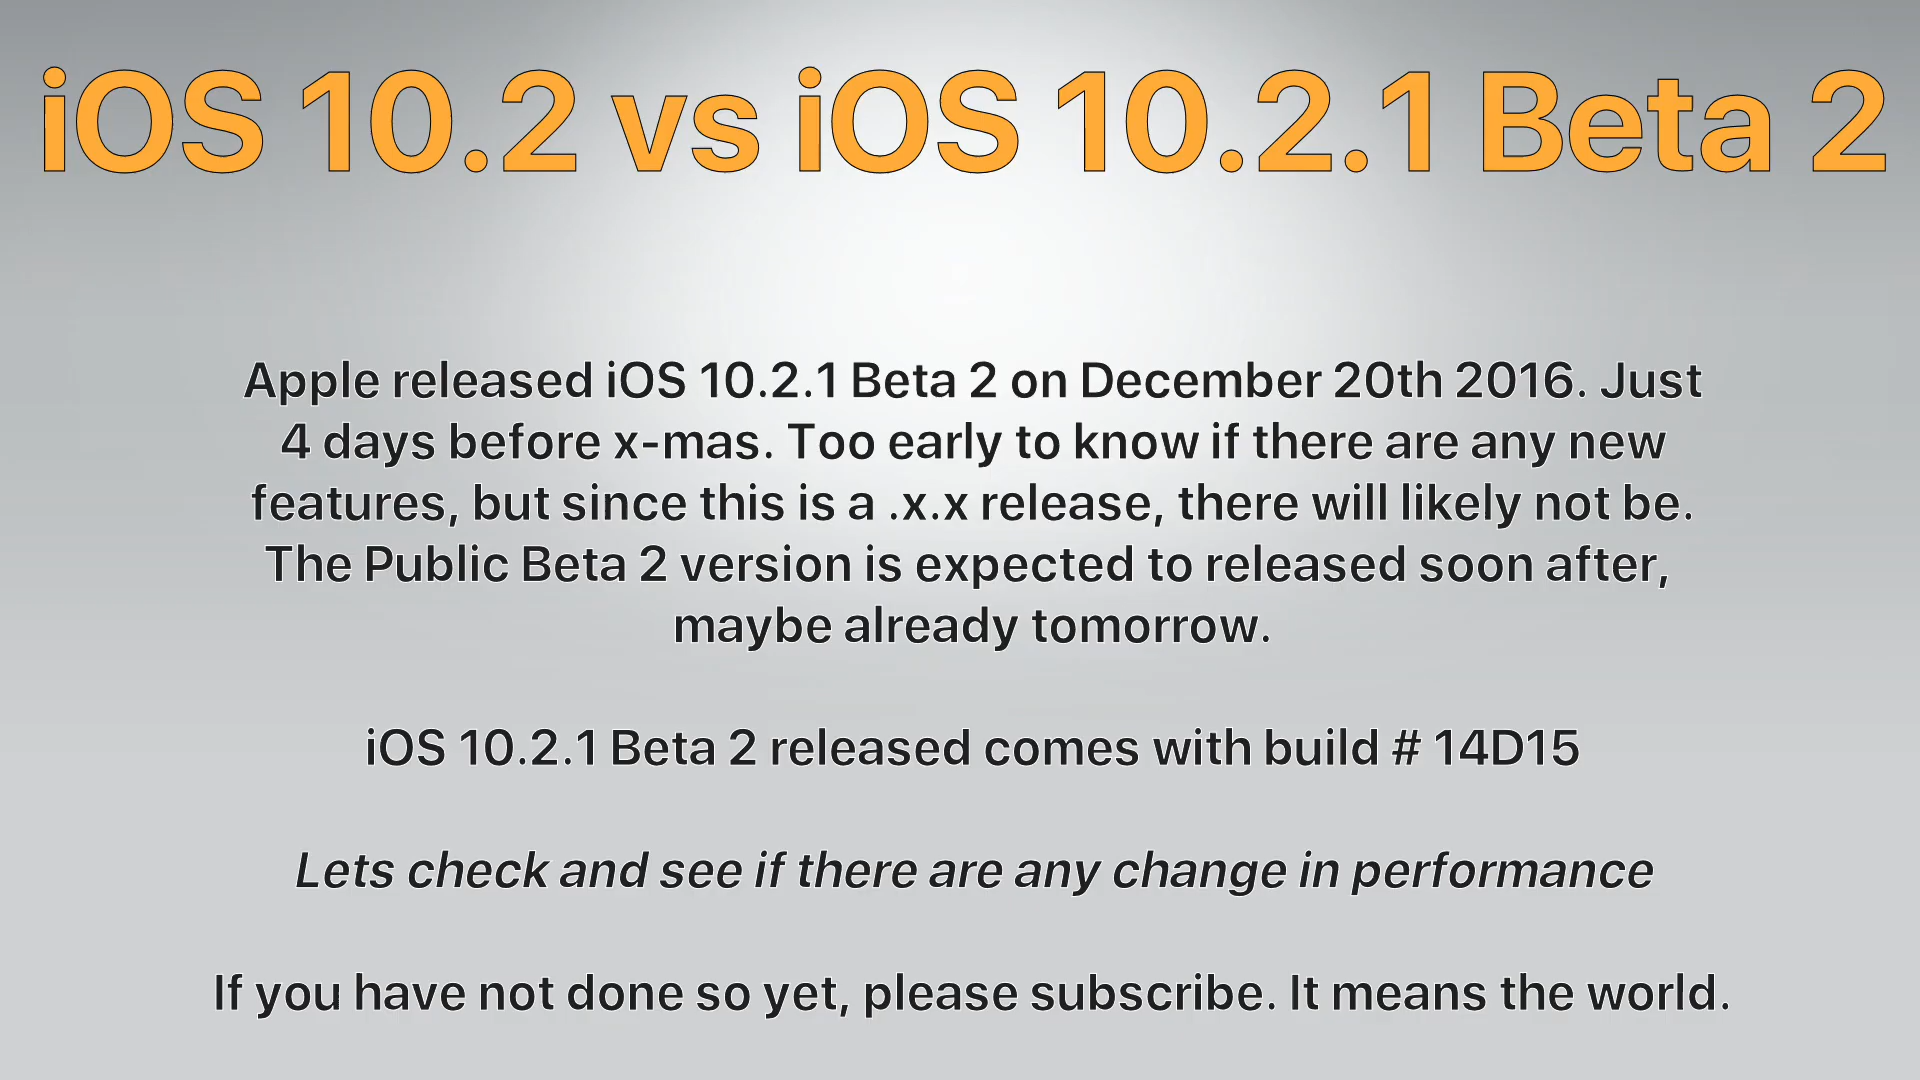 iOS 10.2 vs iOS 10.2.1 Beta 2
Apple released iOS 10.2.1 Beta 2 on December 20th 2016. Just
4 days before x-mas. Too early to know if there are any new
features, but since this is a .x.x release, there will likely not be.
The Public Beta 2 version is expected to released soon after,
maybe already tomorrow.
iOS 10.2.1 Beta 2 released comes with build # 14D15
Lets check and see if there are any change in performance
If you have not done so yet, please subscribe. It means the world.